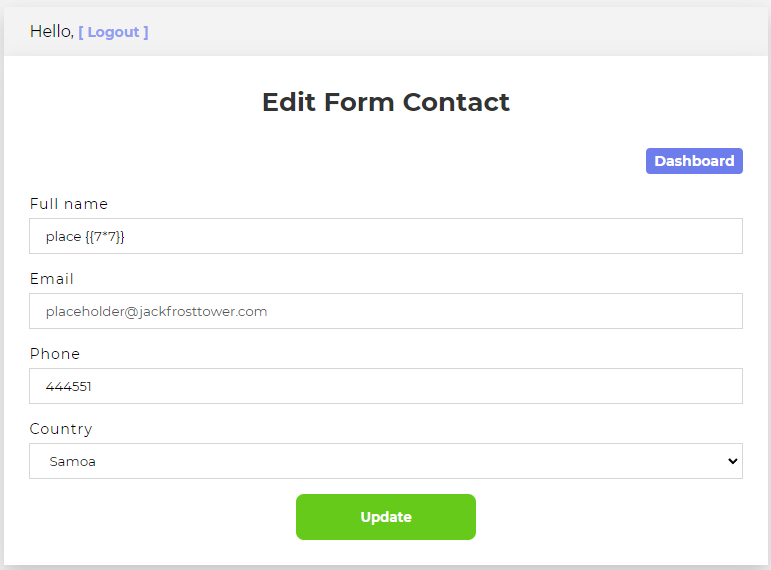 Hello, [ Logout ]
Edit Form Contact
Dashboard
Full name
place {{7*7}}
Email
placeholder@jackfrosttower.com
Phone
444551
Country
Samoa
Update